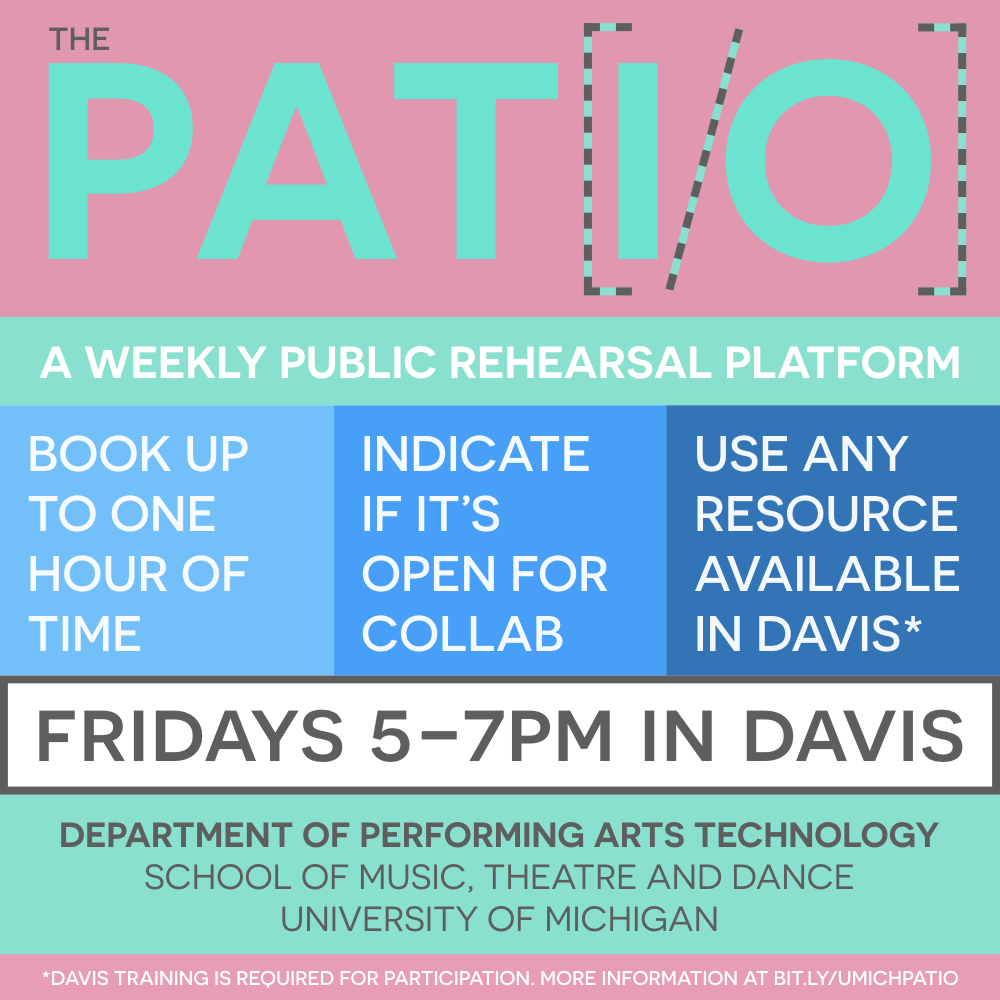 THE
PAT[I/O]
A WEEKLY PUBLIC REHEARSAL PLATFORM
BOOK UP
TO ONE
HOUR OF
TIME
INDICATE
IF IT'S
OPEN FOR
COLLAB
USE ANY
RESOURCE
AVAILABLE
IN DAVIS*
FRIDAYS 5–7PM IN DAVIS
DEPARTMENT OF PERFORMING ARTS TECHNOLOGY
SCHOOL OF MUSIC, THEATRE AND DANCE
UNIVERSITY OF MICHIGAN
*DAVIS TRAINING IS REQUIRED FOR PARTICIPATION. MORE INFORMATION AT BIT.LY/UMICHPATIO